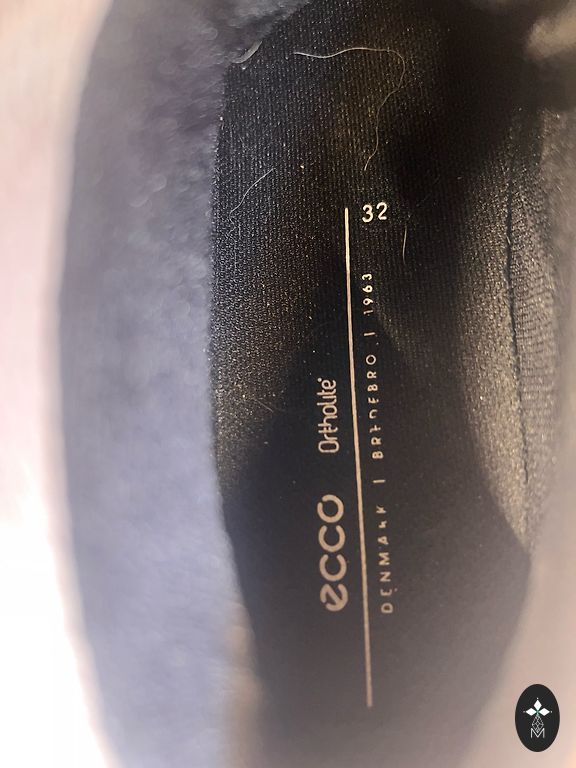 32
ecco Ortholite®
DENMARK | BREDEBRO | 1963